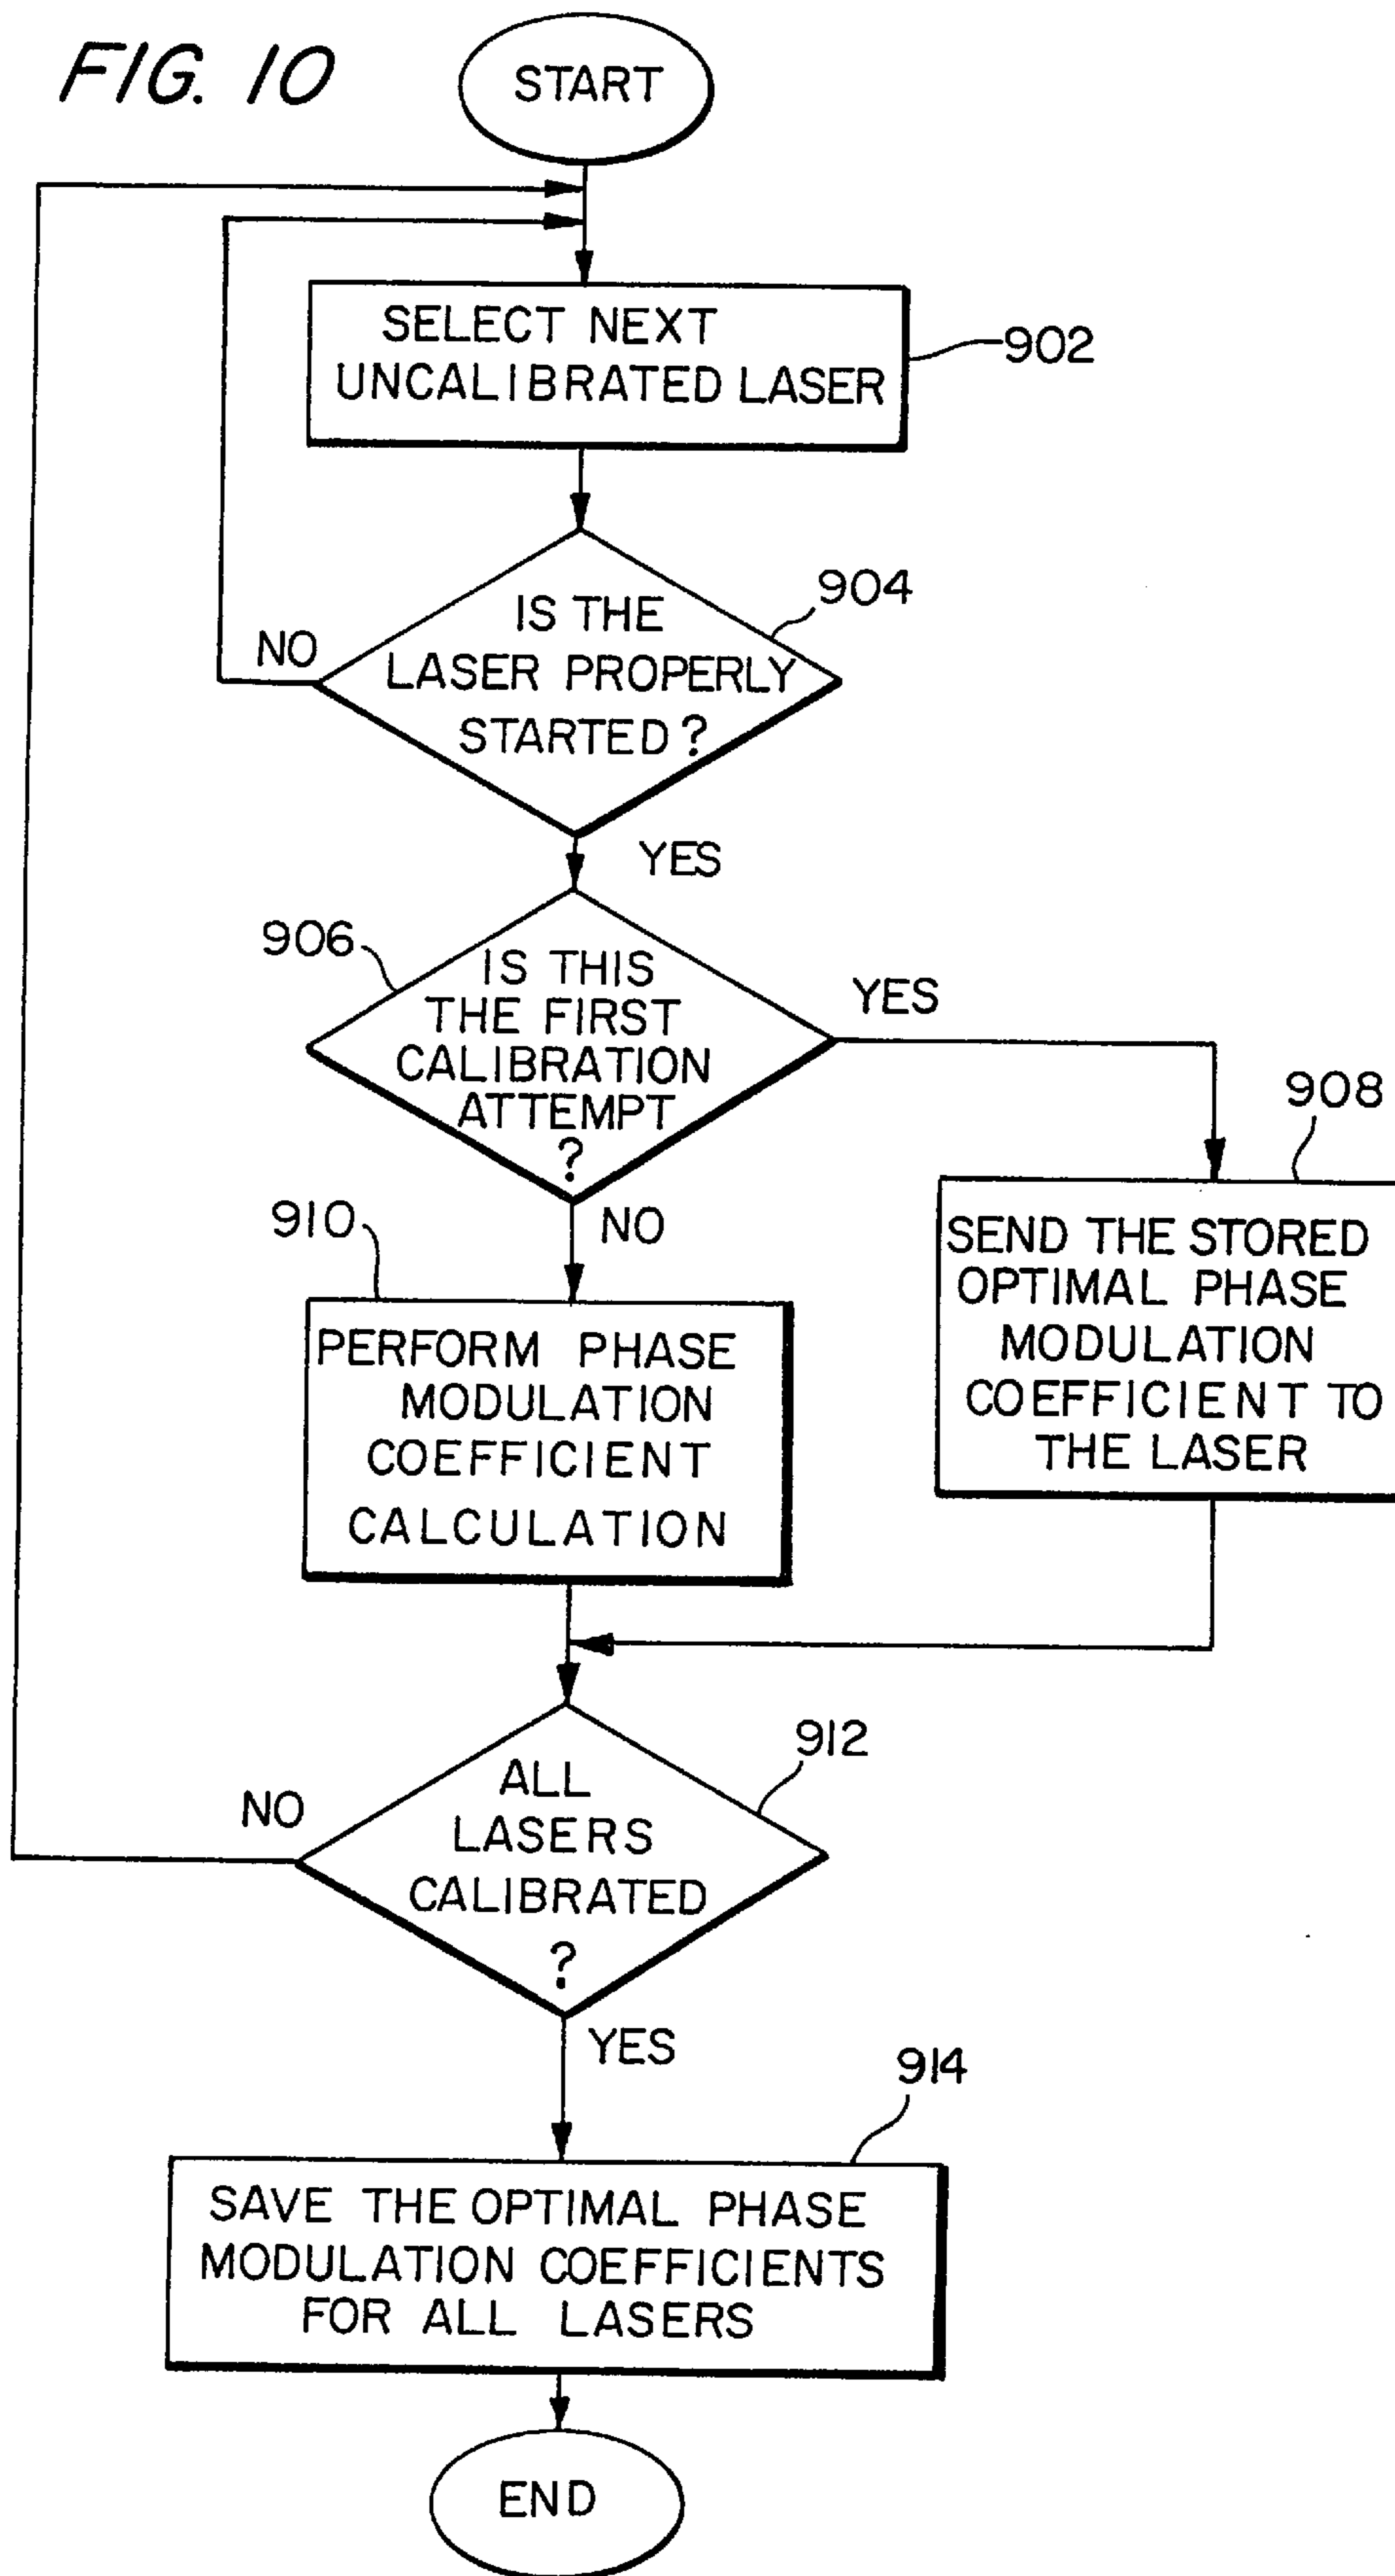 FIG. 10
START
SELECT NEXT
UNCALIBRATED LASER
902
904
IS THE
LASER PROPERLY
STARTED?
NO
YES
906
IS THIS
THE FIRST
CALIBRATION
ATTEMPT
?
YES
NO
908
SEND THE STORED
OPTIMAL PHASE
MODULATION
COEFFICIENT TO
THE LASER
910
PERFORM PHASE
MODULATION
COEFFICIENT
CALCULATION
912
ALL
LASERS
CALIBRATED
?
NO
YES
914
SAVE THE OPTIMAL PHASE
MODULATION COEFFICIENTS
FOR ALL LASERS
END